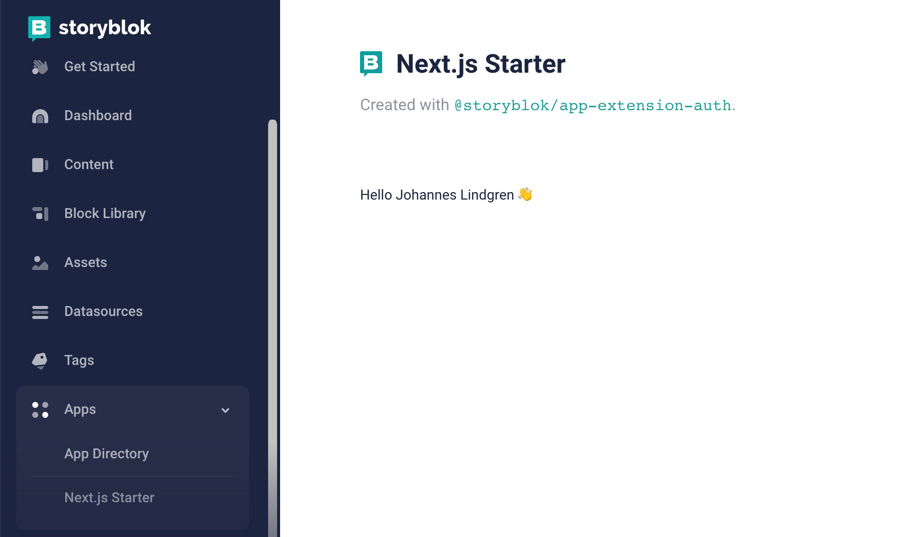 storyblok
Get Started
Dashboard
Content
Block Library
Assets
Datasources
Tags
Apps
App Directory
Next.js Starter
Next.js Starter
Created with @storyblok/app-extension-auth.
Hello Johannes Lindgren 👋